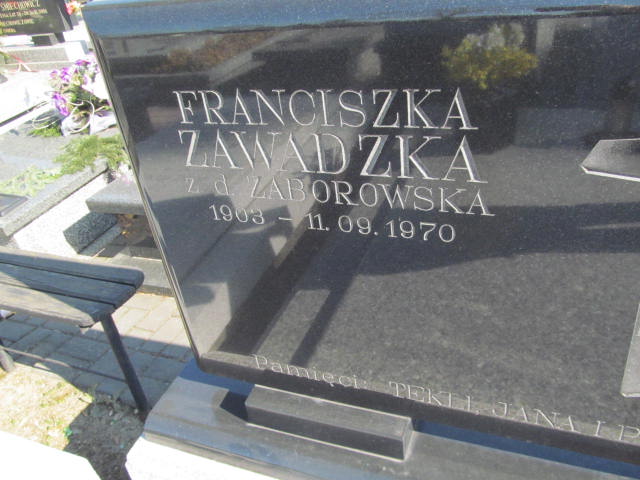 FRANCISZKA
ZAWADZKA
z d. ZABOROWSKA
1903 – 11.09.1970
Pamięci: TEKLI, JANA I